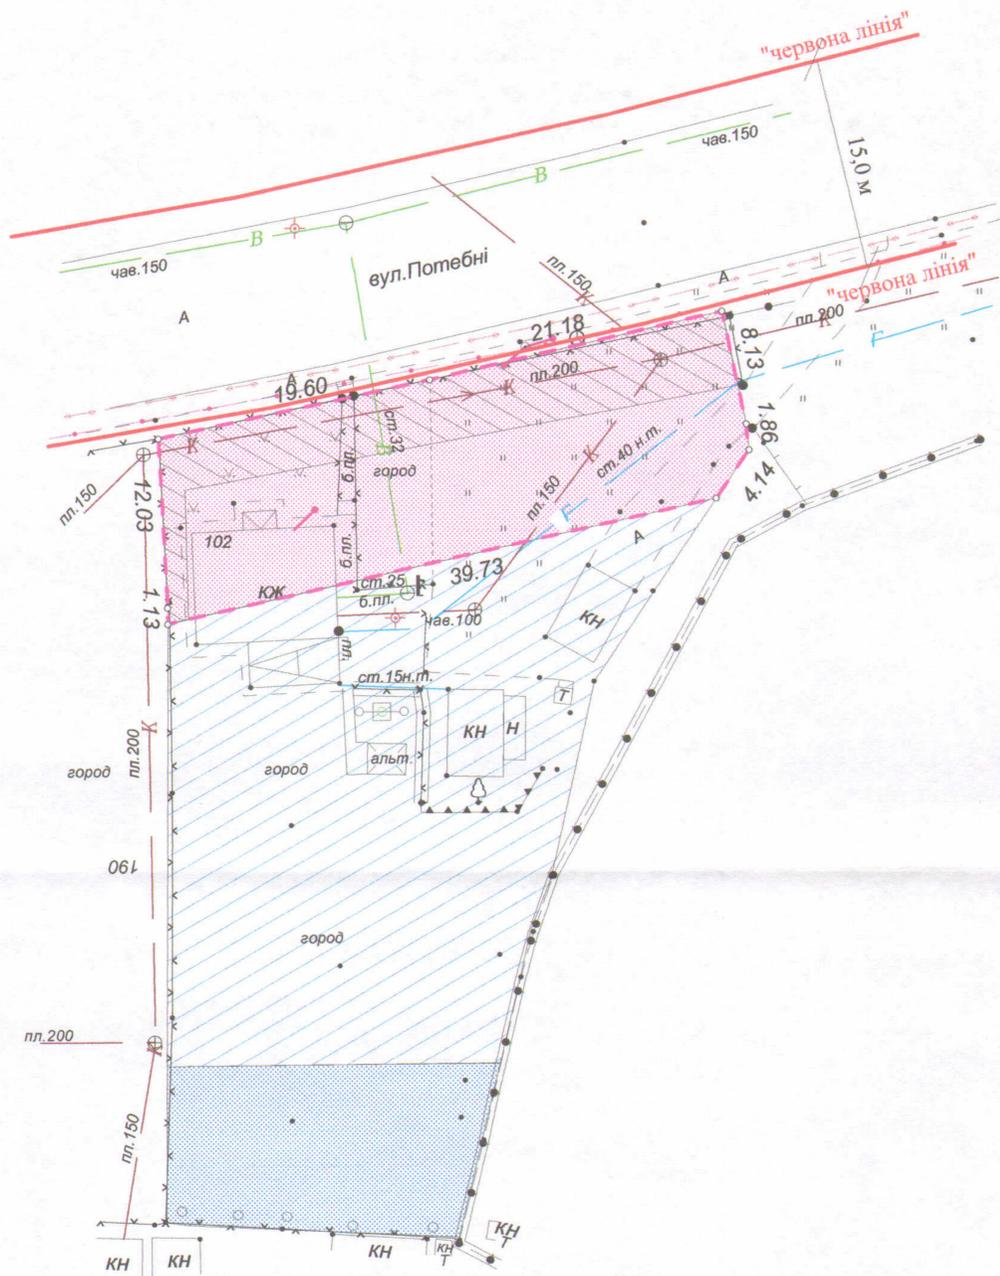 "червона лінія"
чав.150
15,0 м
В
В
чав.150
вул.Потебні
пл.150
К
А
"червона лінія"
А
21.18
пл.200
К
Г
8.13
А
19.60
К
пл.200
ст.32
1.86
К
В
б.пл.
город
К
ст.40 н.т.
4.14
пл.150
12.03
пл.150
Г
102
б.пл.
А
39.73
ст.25
КЖ
б.пл.
1.13
чав.100
КН
пл.
ст.15н.т.
Т
К
КН
Н
пл.200
альт.
город
город
190
город
пл.200
К
пл.150
КН
Т
КН
КН
КН
КН
Т